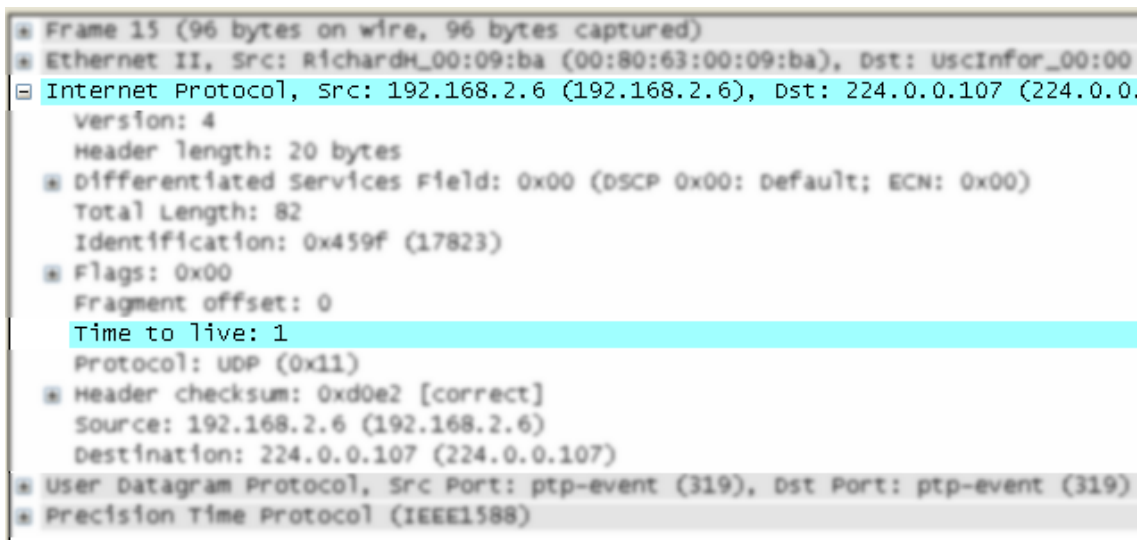 Frame 15 (96 bytes on wire, 96 bytes captured)
Ethernet II, Src: RichardH_00:09:ba (00:80:63:00:09:ba), Dst: UscInfor_00:00
Internet Protocol, Src: 192.168.2.6 (192.168.2.6), Dst: 224.0.0.107 (224.0.0.
Version: 4
Header length: 20 bytes
Differentiated Services Field: 0x00 (DSCP 0x00: Default; ECN: 0x00)
Total Length: 82
Identification: 0x459f (17823)
Flags: 0x00
Fragment offset: 0
Time to live: 1
Protocol: UDP (0x11)
Header checksum: 0xd0e2 [correct]
Source: 192.168.2.6 (192.168.2.6)
Destination: 224.0.0.107 (224.0.0.107)
User Datagram Protocol, Src Port: ptp-event (319), Dst Port: ptp-event (319)
Precision Time Protocol (IEEE1588)